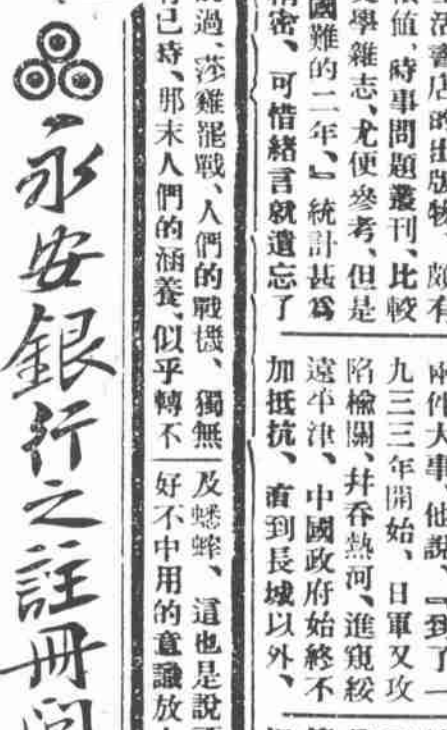 活書店的出版物、頗有
值、時事問題叢刊、比較
學雜志、尤便參考、但是
國難的二年、』統計甚爲
密、可惜緒言就遺忘了
兩件大事、他說、『到了一
九三三年開始、日軍又攻
陷榆關、幷吞熱河、進窺綏
遠平津、中國政府始終不
加抵抗、直到長城以外、
過、莎雞罷戰、人們的戰機、獨無
已時、那末人們的涵養、似乎轉不
及蟋蟀、這也是說
好不中用的意識放
永安銀行之註冊問